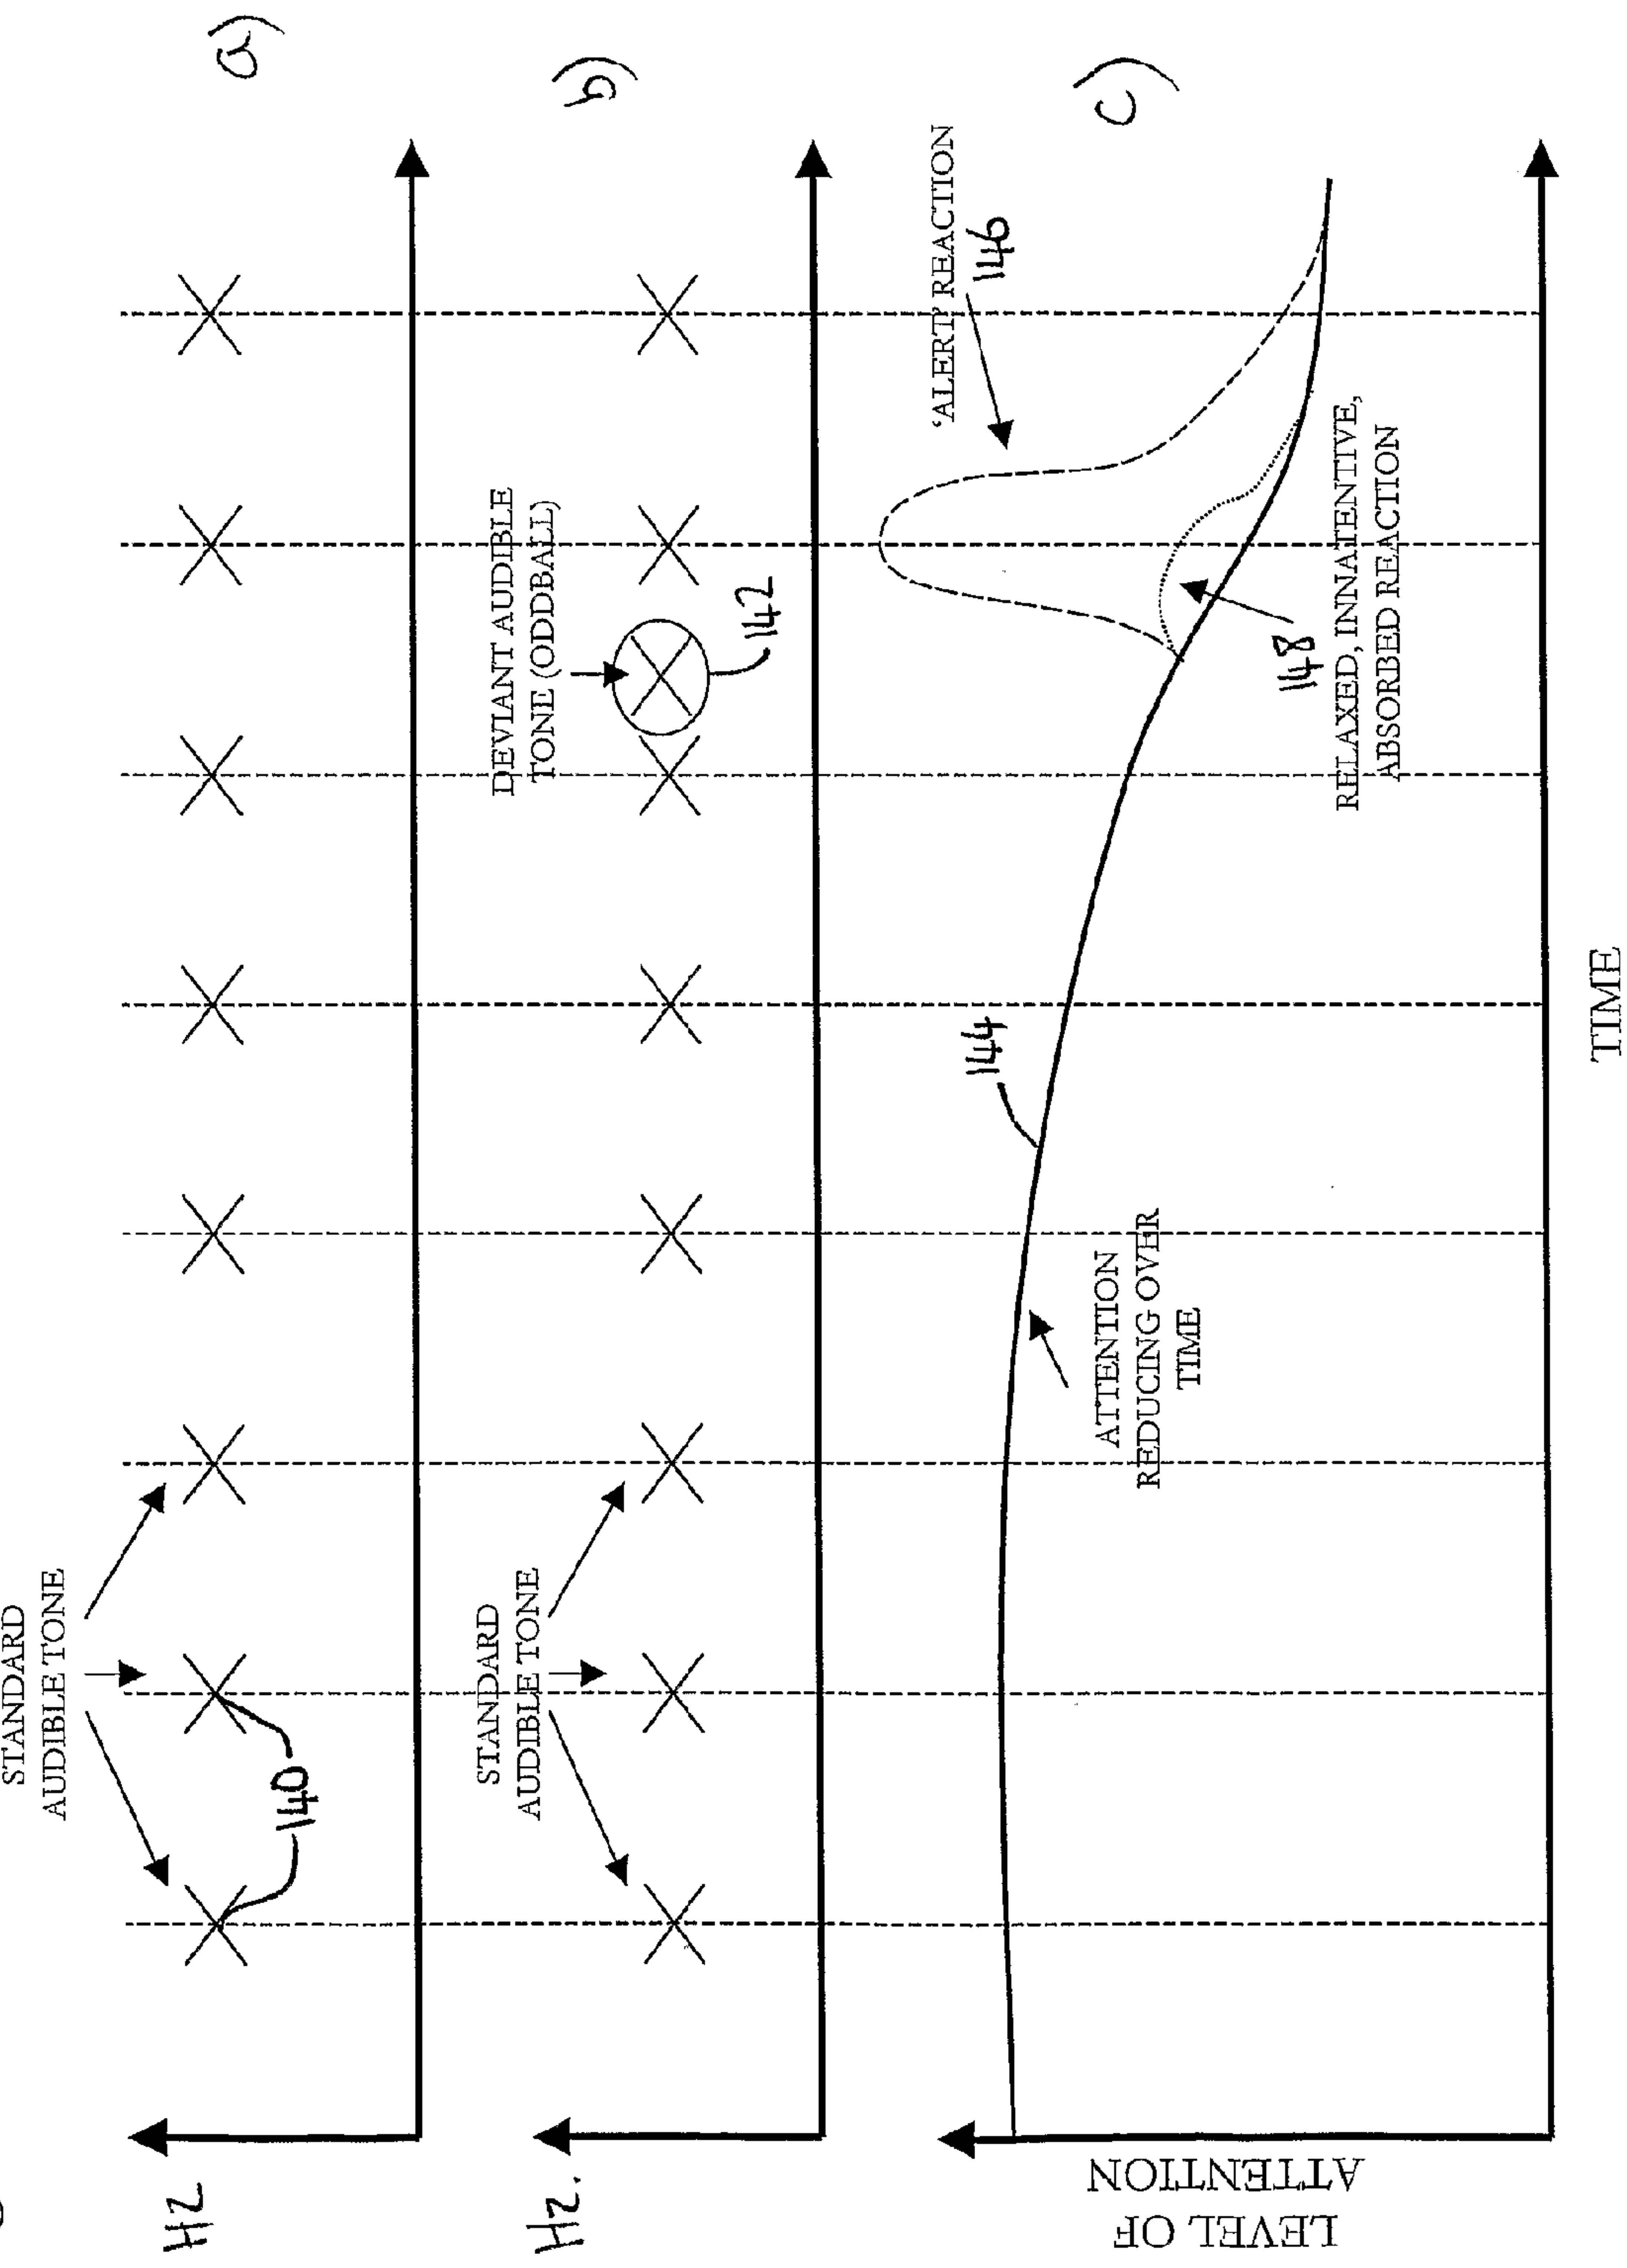 STANDARD
AUDIBLE TONE
140
Hz
a)
STANDARD
AUDIBLE TONE
DEVIANT AUDIBLE
TONE (ODDBALL)
142
Hz.
b)
LEVEL OF
ATTENTION
ATTENTION
REDUCING OVER
TIME
144
'ALERT' REACTION
146
148
RELAXED, INNATENTIVE,
ABSORBED REACTION
c)
TIME